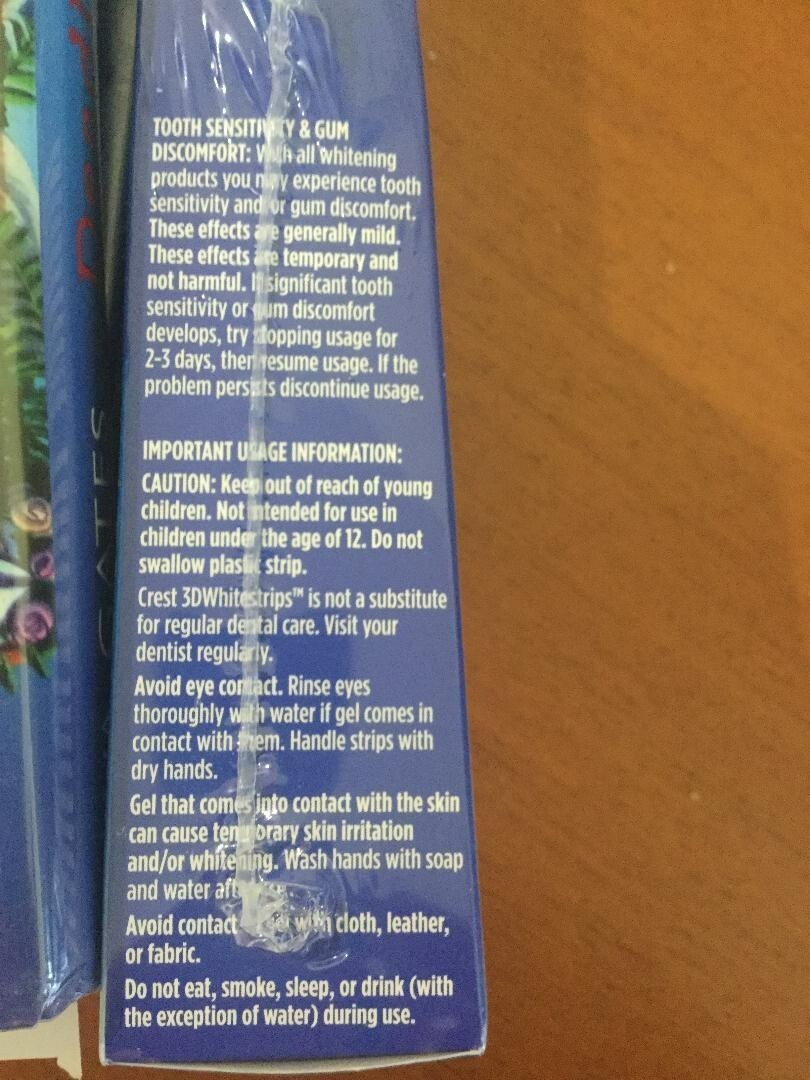 TOOTH SENSITIVITY & GUM
DISCOMFORT: With all whitening
products you may experience tooth
sensitivity and/or gum discomfort.
These effects are generally mild.
These effects are temporary and
not harmful. If significant tooth
sensitivity or gum discomfort
develops, try stopping usage for
2-3 days, then resume usage. If the
problem persists discontinue usage.
IMPORTANT USAGE INFORMATION:
CAUTION: Keep out of reach of young
children. Not intended for use in
children under the age of 12. Do not
swallow plastic strip.
Crest 3DWhitestrips™ is not a substitute
for regular dental care. Visit your
dentist regularly.
Avoid eye contact. Rinse eyes
thoroughly with water if gel comes in
contact with them. Handle strips with
dry hands.
Gel that comes into contact with the skin
can cause temporary skin irritation
and/or whitening. Wash hands with soap
and water after
Avoid contact with cloth, leather,
or fabric.
Do not eat, smoke, sleep, or drink (with
the exception of water) during use.